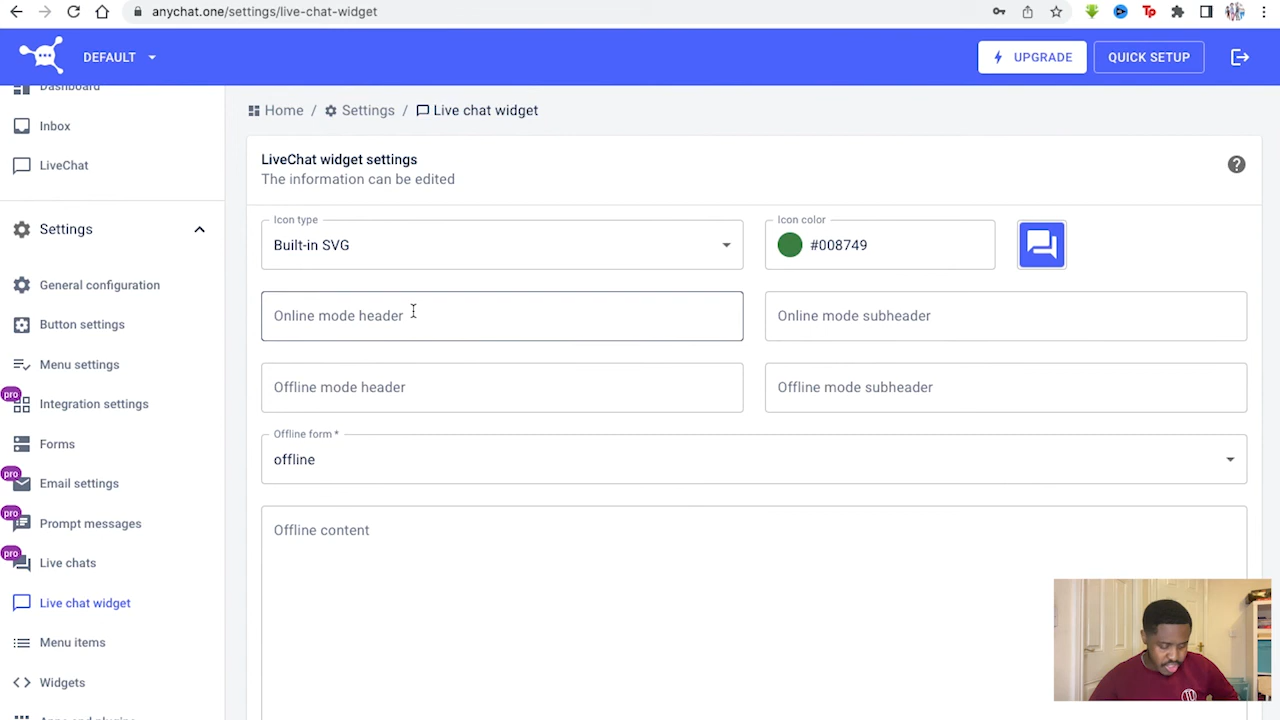 anychat.one/settings/live-chat-widget
Tp
DEFAULT
UPGRADE
QUICK SETUP
Dashboard
Inbox
LiveChat
Settings
General configuration
Button settings
Menu settings
pro
Integration settings
Forms
pro
Email settings
pro
Prompt messages
pro
Live chats
Live chat widget
Menu items
Widgets
Home / Settings / Live chat widget
LiveChat widget settings
The information can be edited
Icon type
Built-in SVG
Icon color
#008749
Online mode header
Online mode subheader
Offline mode header
Offline mode subheader
Offline form *
offline
Offline content